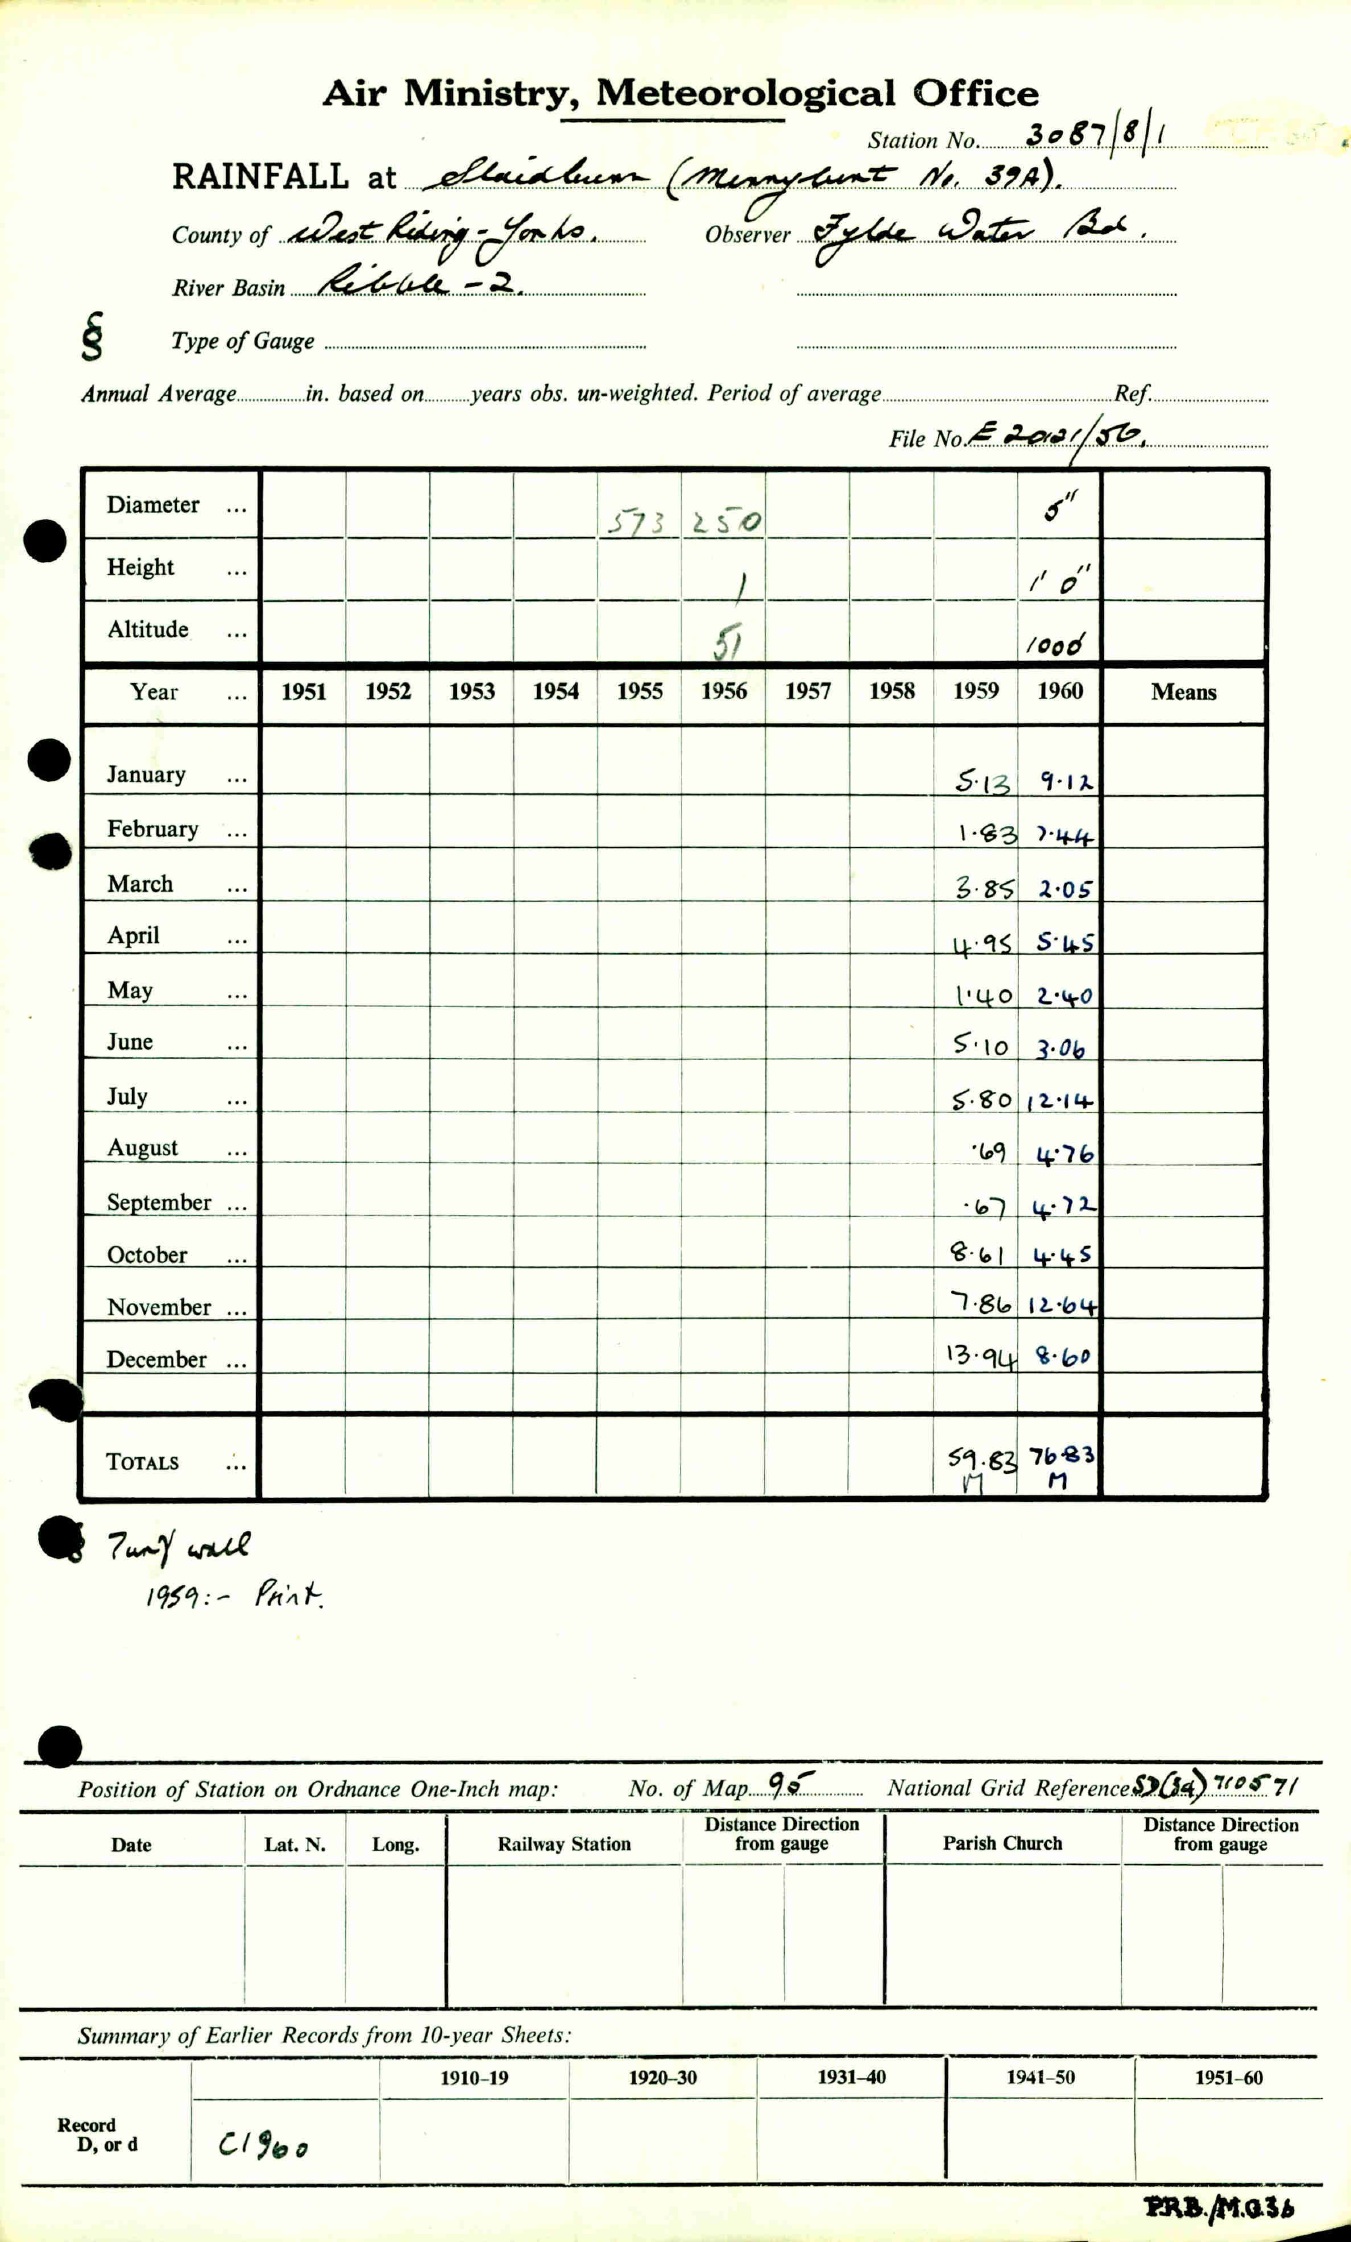 Air Ministry, Meteorological Office
Station No. 3087/8/1
RAINFALL at Slaidburn (Merrybent No. 39A).
County of West Riding - Yorks. Observer Fylde Water Bd.
River Basin Ribble - 2.
§ Type of Gauge
Annual Average in. based on years obs. un-weighted. Period of average Ref.
File No. E 20121/56.
Diameter ... 573 250 5"
Height ... 1 1' 0"
Altitude ... 51 1000
Year ... 1951 1952 1953 1954 1955 1956 1957 1958 1959 1960 Means
January ... 5.13 9.12
February ... 1.83 7.44
March ... 3.85 2.05
April ... 4.95 5.45
May ... 1.40 2.40
June ... 5.10 3.06
July ... 5.80 12.14
August ... .69 4.76
September ... .67 4.72
October ... 8.61 4.45
November ... 7.86 12.64
December ... 13.94 8.60
TOTALS ... 59.83 76.83
M M
§ Turf wall
1959:- Print.
Position of Station on Ordnance One-Inch map: No. of Map 95 National Grid Reference SD(34) 710571
Date Lat. N. Long. Railway Station Distance Direction from gauge Parish Church Distance Direction from gauge
Summary of Earlier Records from 10-year Sheets:
1910–19 1920–30 1931–40 1941–50 1951–60
Record
D, or d C1960
P.R.B./M.O.36